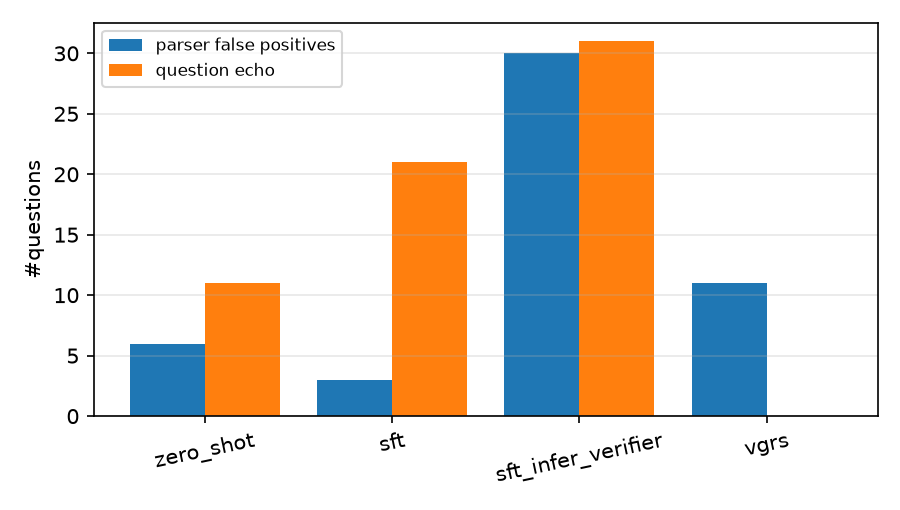 parser false positives
question echo
#questions
30
25
20
15
10
5
0
zero_shot
sft
sft_infer_verifier
vgrs